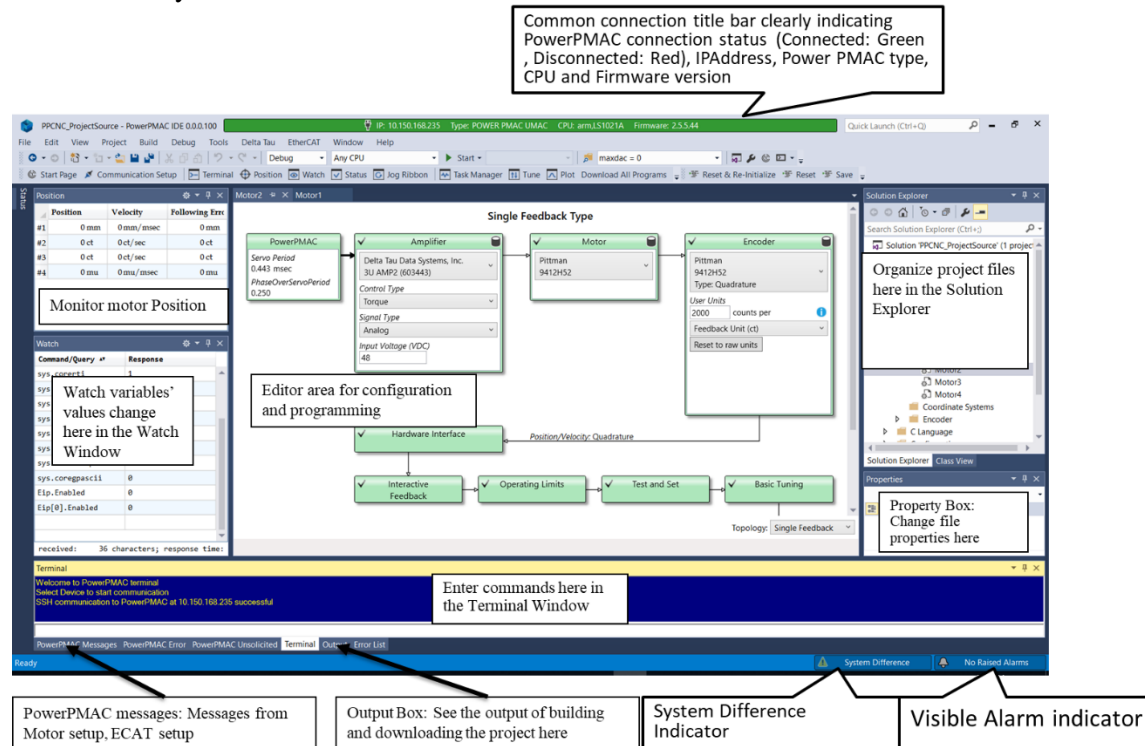 Common connection title bar clearly indicating
PowerPMAC connection status (Connected: Green
, Disconnected: Red), IPAddress, Power PMAC type,
CPU and Firmware version
PPCNC_ProjectSource - PowerPMAC IDE 0.0.0.100
IP: 10.150.168.235 Type: POWER PMAC UMAC CPU: arm,LS1021A Firmware: 2.5.5.44
Quick Launch (Ctrl+Q)
File Edit View Project Build Debug Tools Delta Tau EtherCAT Window Help
Debug Any CPU Start maxdac = 0
Start Page Communication Setup Terminal Position Watch Status Jog Ribbon Task Manager Tune Plot Download All Programs Reset & Re-Initialize Reset Save
Status
Position
Position Velocity Following Erro
#1 0 mm 0 mm/msec 0 mm
#2 0 ct 0 ct/sec 0 ct
#3 0 ct 0 ct/sec 0 ct
#4 0 mu 0 mu/msec 0 mu
Monitor motor Position
Watch
Command/Query Response
sys.corerti 1
sys
sys
sys
sys
sys
sys
Watch variables'
values change
here in the Watch
Window
sys.coregpascii 0
Eip.Enabled 0
Eip[0].Enabled 0
received: 36 characters; response time:
Motor2 Motor1
Single Feedback Type
PowerPMAC
Servo Period
0.443 msec
PhaseOverServoPeriod
0.250
Amplifier
Delta Tau Data Systems, Inc.
3U AMP2 (603443)
Control Type
Torque
Signal Type
Analog
Input Voltage (VDC)
48
Motor
Pittman
9412H52
Encoder
Pittman
9412H52
Type: Quadrature
User Units
2000 counts per
Feedback Unit (ct)
Reset to raw units
Editor area for configuration
and programming
Hardware Interface
Position/Velocity: Quadrature
Interactive
Feedback
Operating Limits
Test and Set
Basic Tuning
Topology: Single Feedback
Solution Explorer
Search Solution Explorer (Ctrl+;)
Solution 'PPCNC_ProjectSource' (1 projec
Organize project files
here in the Solution
Explorer
Motor2
Motor3
Motor4
Coordinate Systems
Encoder
C Language
Solution Explorer Class View
Properties
Property Box:
Change file
properties here
Terminal
Welcome to PowerPMAC terminal
Select Device to start communication
SSH communication to PowerPMAC at 10.150.168.235 successful
Enter commands here in
the Terminal Window
PowerPMAC Messages PowerPMAC Error PowerPMAC Unsolicited Terminal Output Error List
Ready
System Difference
No Raised Alarms
PowerPMAC messages: Messages from
Motor setup, ECAT setup
Output Box: See the output of building
and downloading the project here
System Difference
Indicator
Visible Alarm indicator